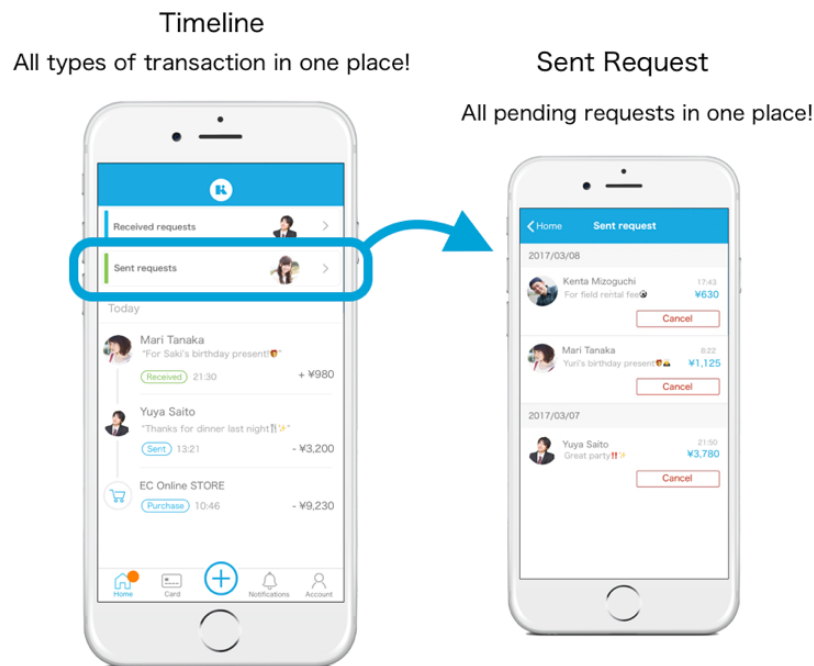 Timeline
All types of transaction in one place!
K
Received requests
Sent requests
Today
Mari Tanaka
"For Saki's birthday present!🎁"
Received 21:30 + ¥980
Yuya Saito
"Thanks for dinner last night🍴✨"
Sent 13:21 - ¥3,200
EC Online STORE
Purchase 10:46 - ¥9,230
Home Card Notifications Account
Sent Request
All pending requests in one place!
Home Sent request
2017/03/08
Kenta Mizoguchi 17:43
For field rental fee⚽ ¥630
Cancel
Mari Tanaka 8:22
Yuri's birthday present🎁 ¥1,125
Cancel
2017/03/07
Yuya Saito 21:50
Great party‼✨ ¥3,780
Cancel